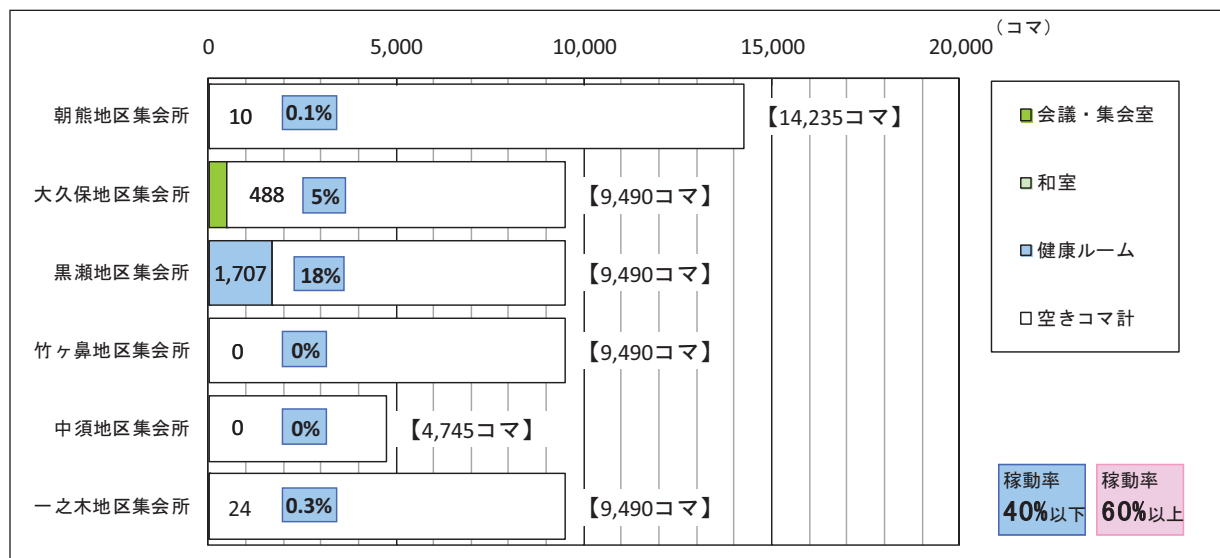 （コマ）
0 5,000 10,000 15,000 20,000
朝熊地区集会所 10 0.1% 【14,235コマ】
大久保地区集会所 488 5% 【9,490コマ】
黒瀬地区集会所 1,707 18% 【9,490コマ】
竹ヶ鼻地区集会所 0 0% 【9,490コマ】
中須地区集会所 0 0% 【4,745コマ】
一之木地区集会所 24 0.3% 【9,490コマ】
会議・集会室
和室
健康ルーム
空きコマ計
稼動率
40%以下
稼動率
60%以上